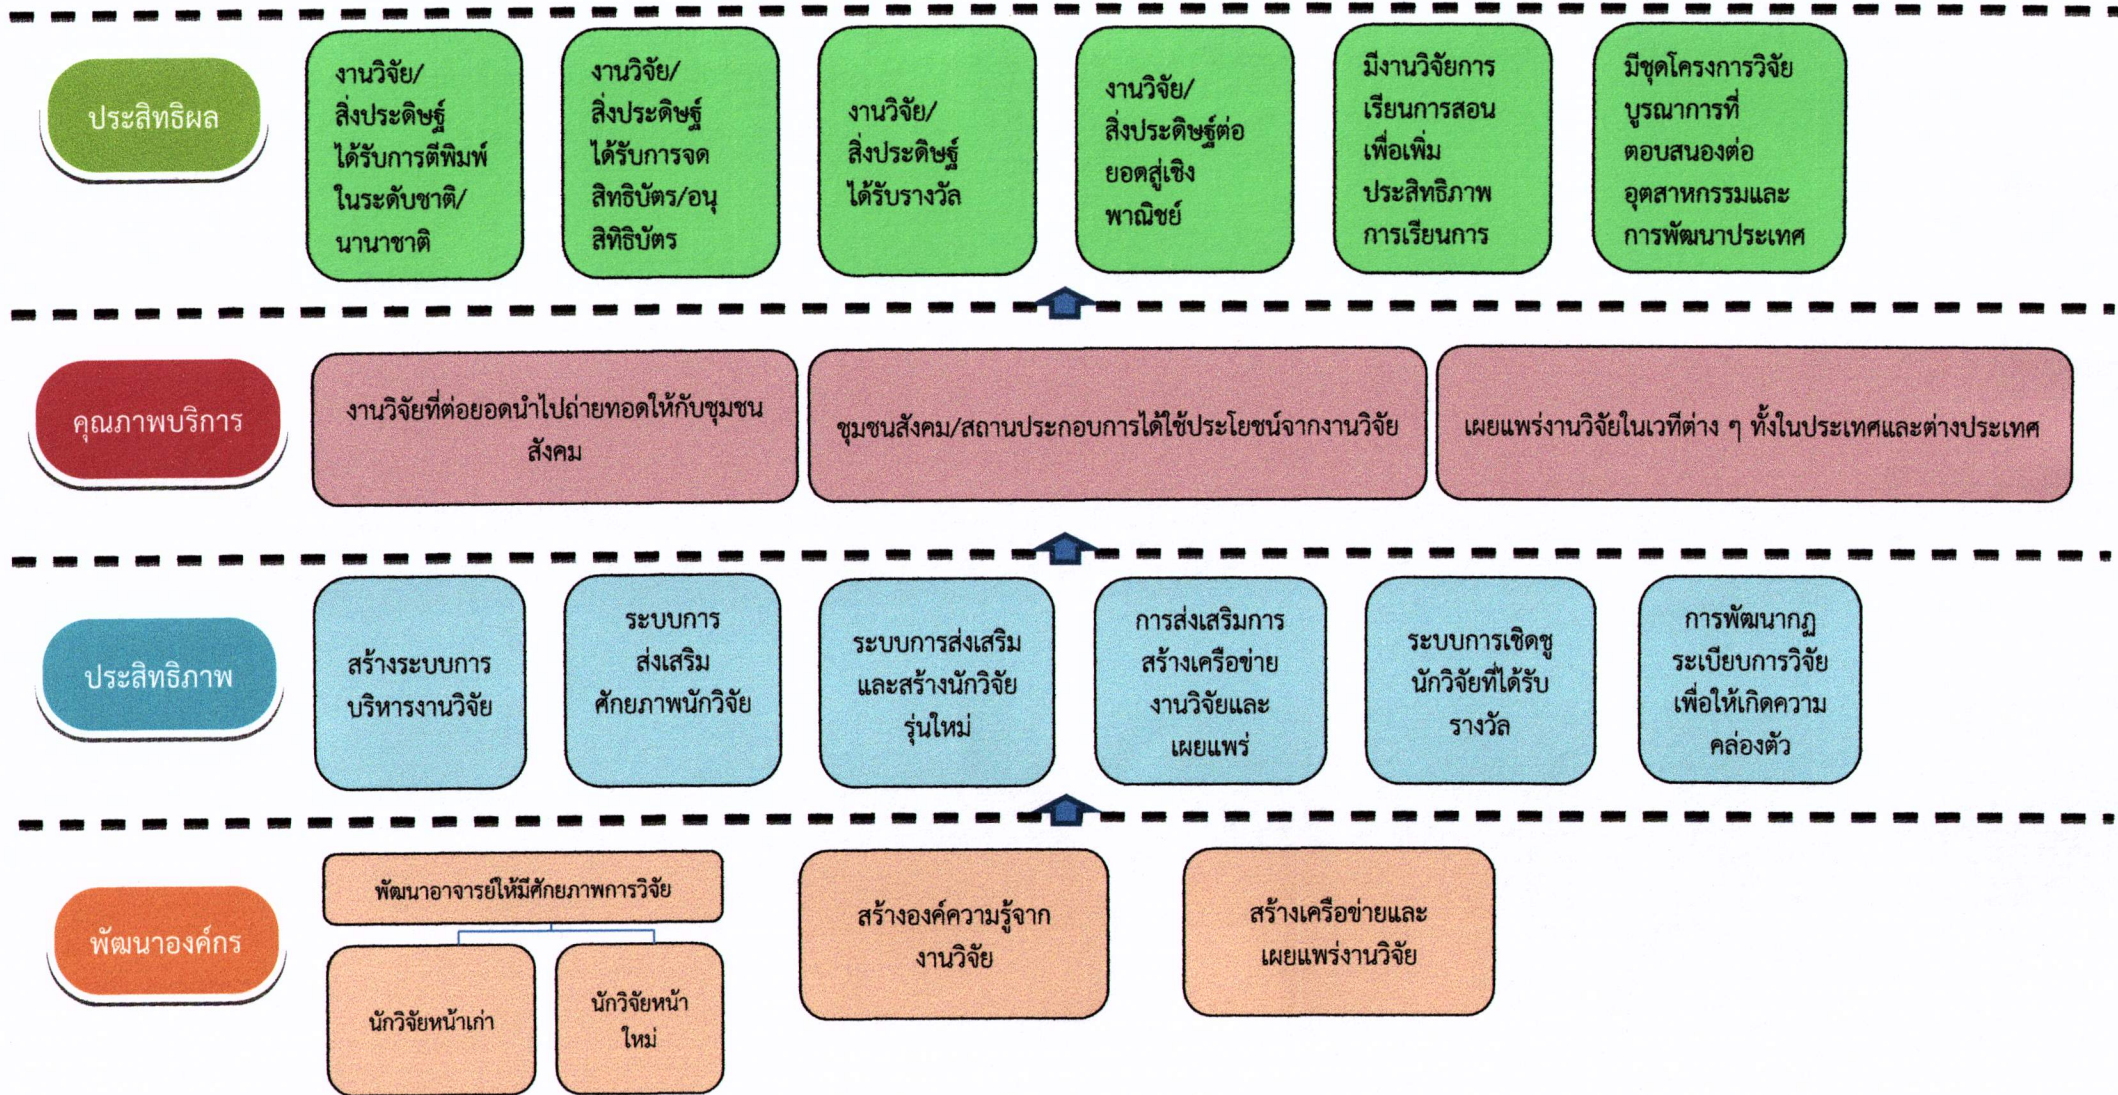 ประสิทธิผล
งานวิจัย/
สิ่งประดิษฐ์
ได้รับการตีพิมพ์
ในระดับชาติ/
นานาชาติ
งานวิจัย/
สิ่งประดิษฐ์
ได้รับการจด
สิทธิบัตร/อนุ
สิทิธิบัตร
งานวิจัย/
สิ่งประดิษฐ์
ได้รับรางวัล
งานวิจัย/
สิ่งประดิษฐ์ต่อ
ยอดสู่เชิง
พาณิชย์
มีงานวิจัยการ
เรียนการสอน
เพื่อเพิ่ม
ประสิทธิภาพ
การเรียนการ
มีชุดโครงการวิจัย
บูรณาการที่
ตอบสนองต่อ
อุตสาหกรรมและ
การพัฒนาประเทศ
คุณภาพบริการ
งานวิจัยที่ต่อยอดนำไปถ่ายทอดให้กับชุมชน
สังคม
ชุมชนสังคม/สถานประกอบการได้ใช้ประโยชน์จากงานวิจัย
เผยแพร่งานวิจัยในเวทีต่าง ๆ ทั้งในประเทศและต่างประเทศ
ประสิทธิภาพ
สร้างระบบการ
บริหารงานวิจัย
ระบบการ
ส่งเสริม
ศักยภาพนักวิจัย
ระบบการส่งเสริม
และสร้างนักวิจัย
รุ่นใหม่
การส่งเสริมการ
สร้างเครือข่าย
งานวิจัยและ
เผยแพร่
ระบบการเชิดชู
นักวิจัยที่ได้รับ
รางวัล
การพัฒนากฏ
ระเบียบการวิจัย
เพื่อให้เกิดความ
คล่องตัว
พัฒนาองค์กร
พัฒนาอาจารย์ให้มีศักยภาพการวิจัย
นักวิจัยหน้าเก่า
นักวิจัยหน้า
ใหม่
สร้างองค์ความรู้จาก
งานวิจัย
สร้างเครือข่ายและ
เผยแพร่งานวิจัย